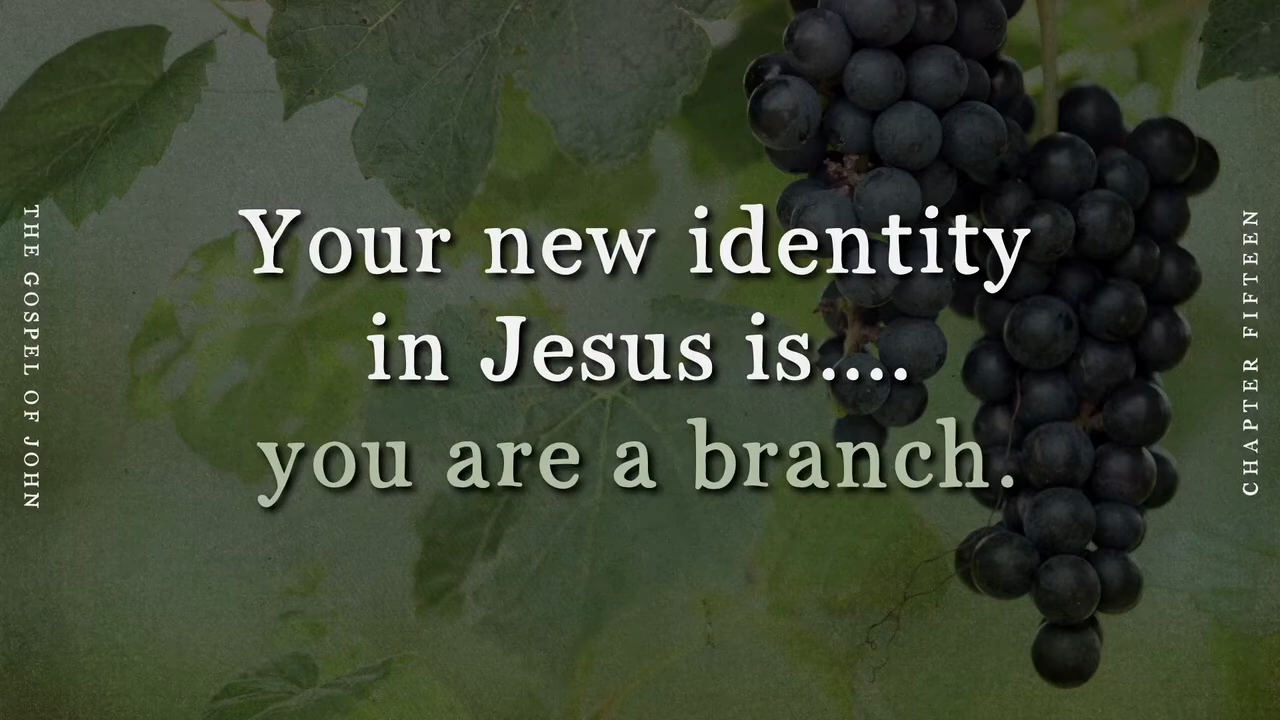 THE GOSPEL OF JOHN
Your new identity
in Jesus is....
you are a branch.
CHAPTER FIFTEEN